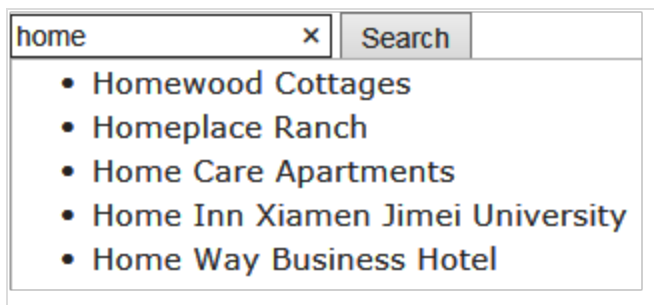 home × Search
• Homewood Cottages
• Homeplace Ranch
• Home Care Apartments
• Home Inn Xiamen Jimei University
• Home Way Business Hotel